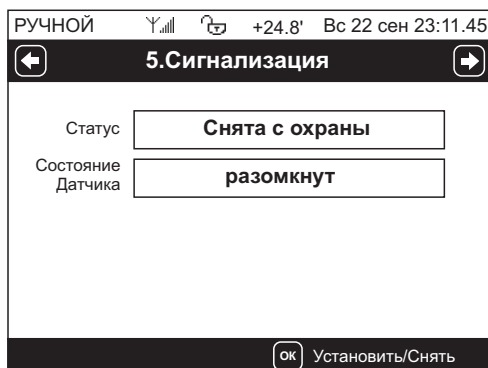 РУЧНОЙ +24.8' Вс 22 сен 23:11.45
5.Сигнализация
Статус Снята с охраны
Состояние
Датчика разомкнут
ок Установить/Снять